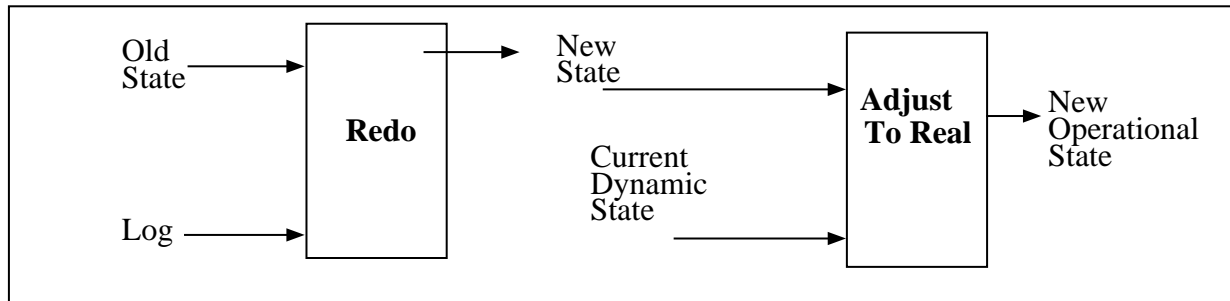 Old
State
Redo
Log
New
State
Current
Dynamic
State
Adjust
To Real
New
Operational
State